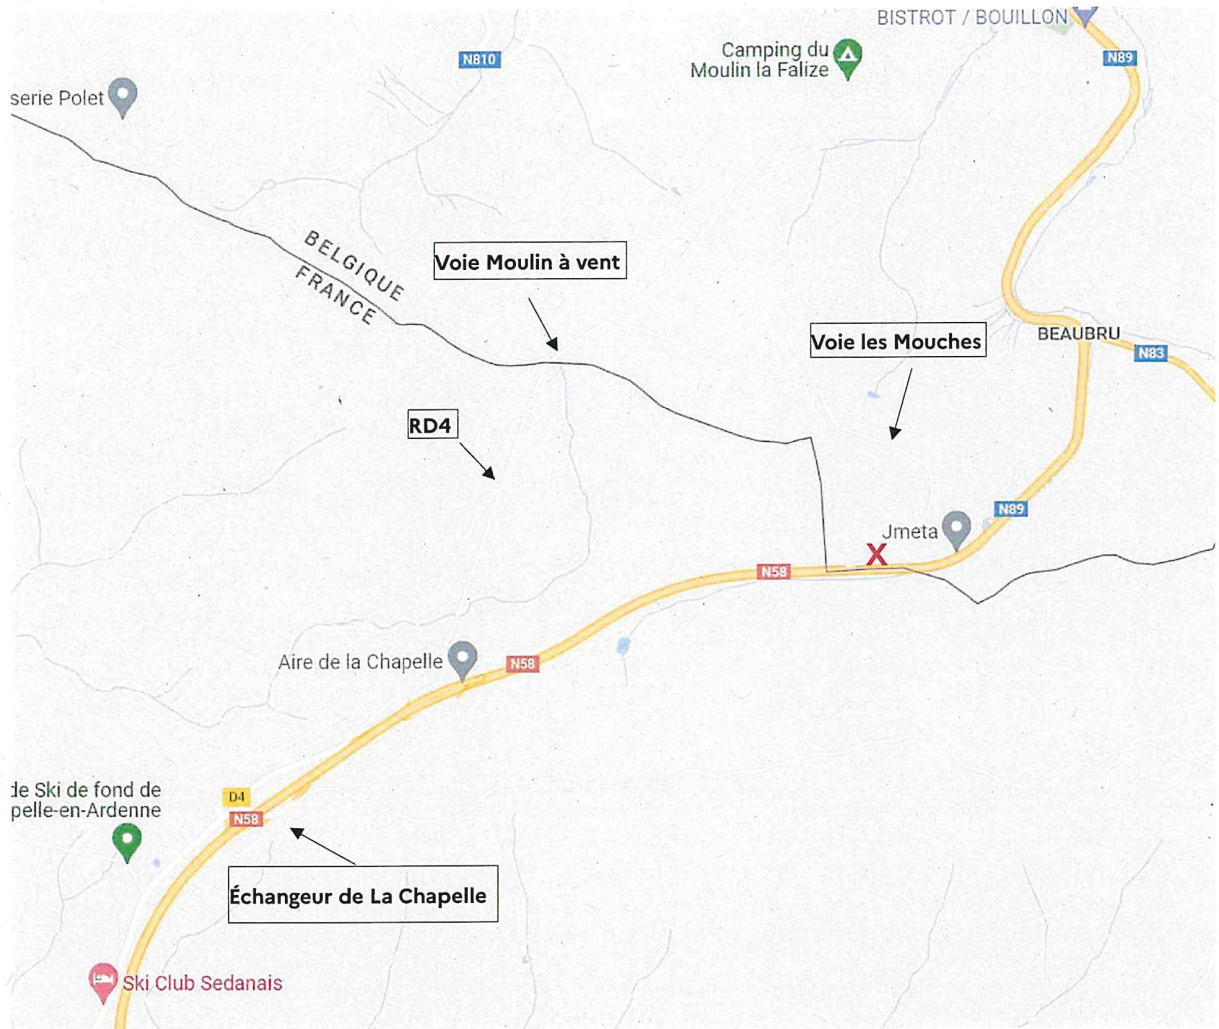 BISTROT / BOUILLON
N810
Camping du
Moulin la Falize
N89
serie Polet
BELGIQUE
FRANCE
Voie Moulin à vent
Voie les Mouches
BEAUBRU
N83
RD4
N89
Jmeta
X
N58
Aire de la Chapelle
N58
de Ski de fond de
pelle-en-Ardenne
D4
N58
Échangeur de La Chapelle
Ski Club Sedanais